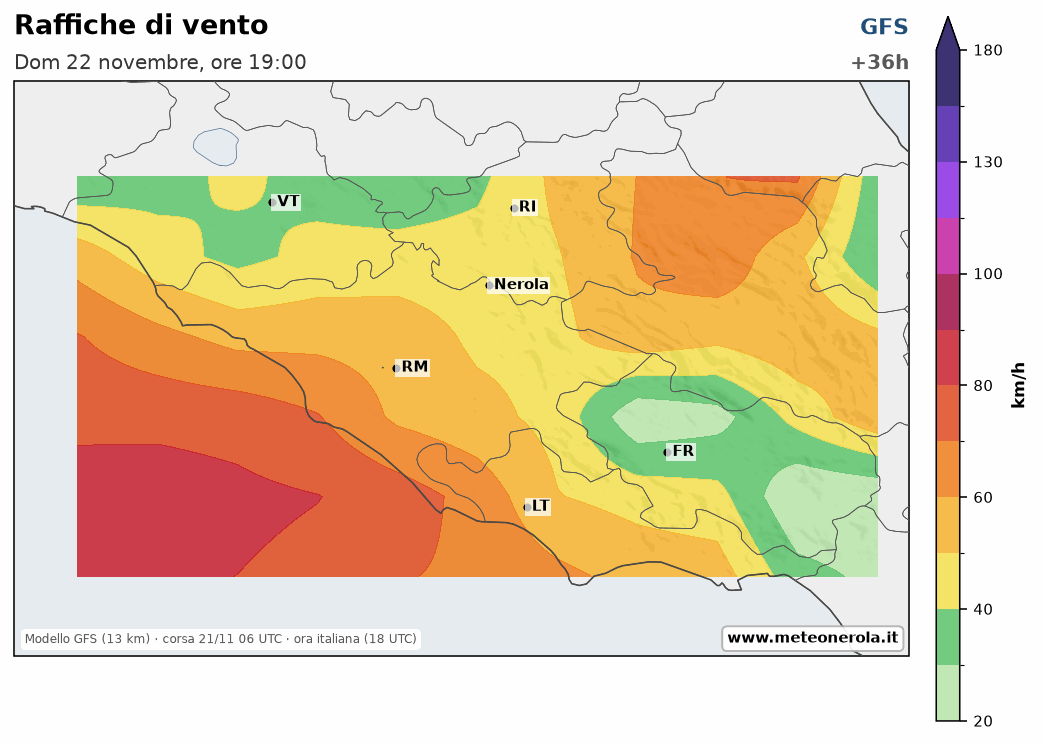 Raffiche di vento
GFS
Dom 22 novembre, ore 19:00
+36h
VT
RI
Nerola
RM
FR
LT
Modello GFS (13 km) · corsa 21/11 06 UTC · ora italiana (18 UTC)
www.meteonerola.it
180
130
100
80
60
40
20
km/h